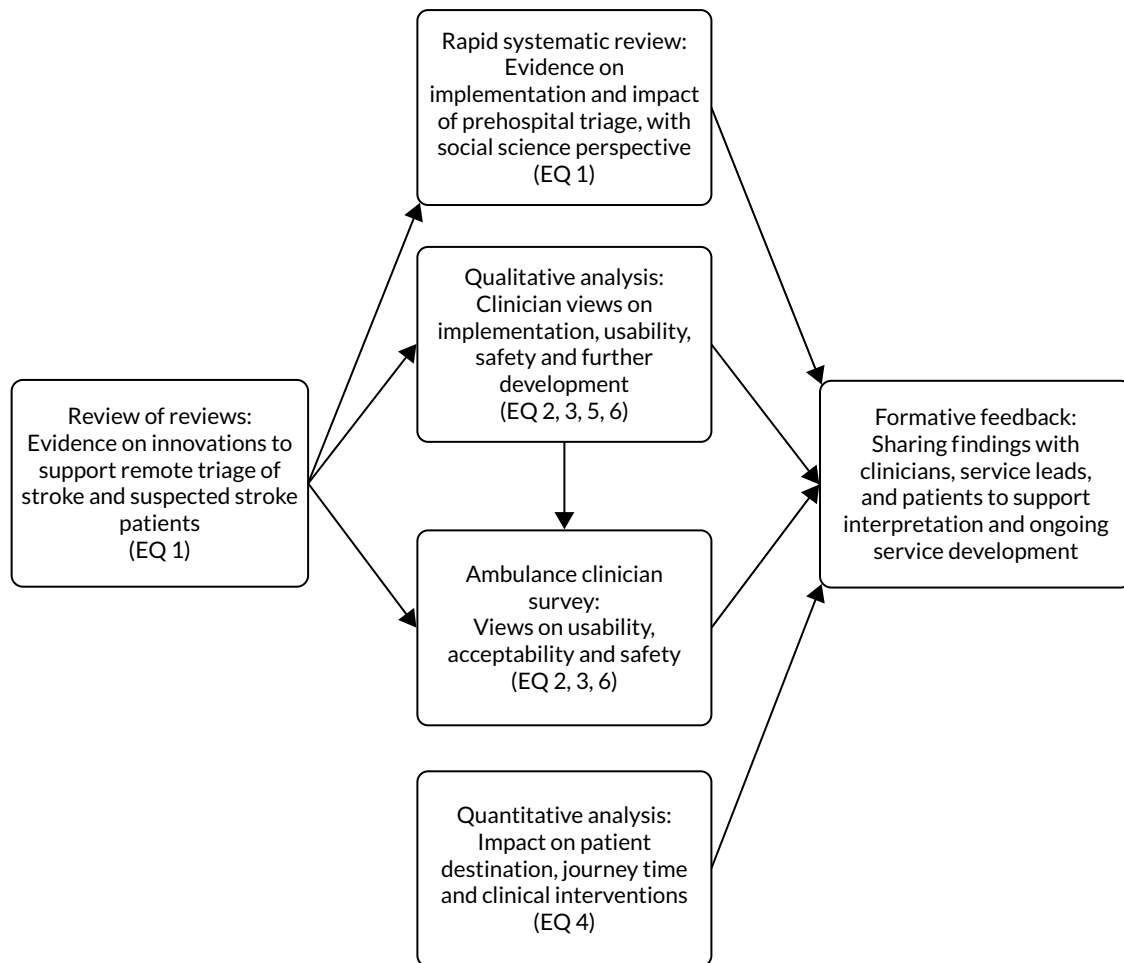 Rapid systematic review:
Evidence on
implementation and impact
of prehospital triage, with
social science perspective
(EQ 1)
Qualitative analysis:
Clinician views on
implementation, usability,
safety and further
development
(EQ 2, 3, 5, 6)
Review of reviews:
Evidence on innovations to
support remote triage of
stroke and suspected stroke
patients
(EQ 1)
Formative feedback:
Sharing findings with
clinicians, service leads,
and patients to support
interpretation and ongoing
service development
Ambulance clinician
survey:
Views on usability,
acceptability and safety
(EQ 2, 3, 6)
Quantitative analysis:
Impact on patient
destination, journey time
and clinical interventions
(EQ 4)